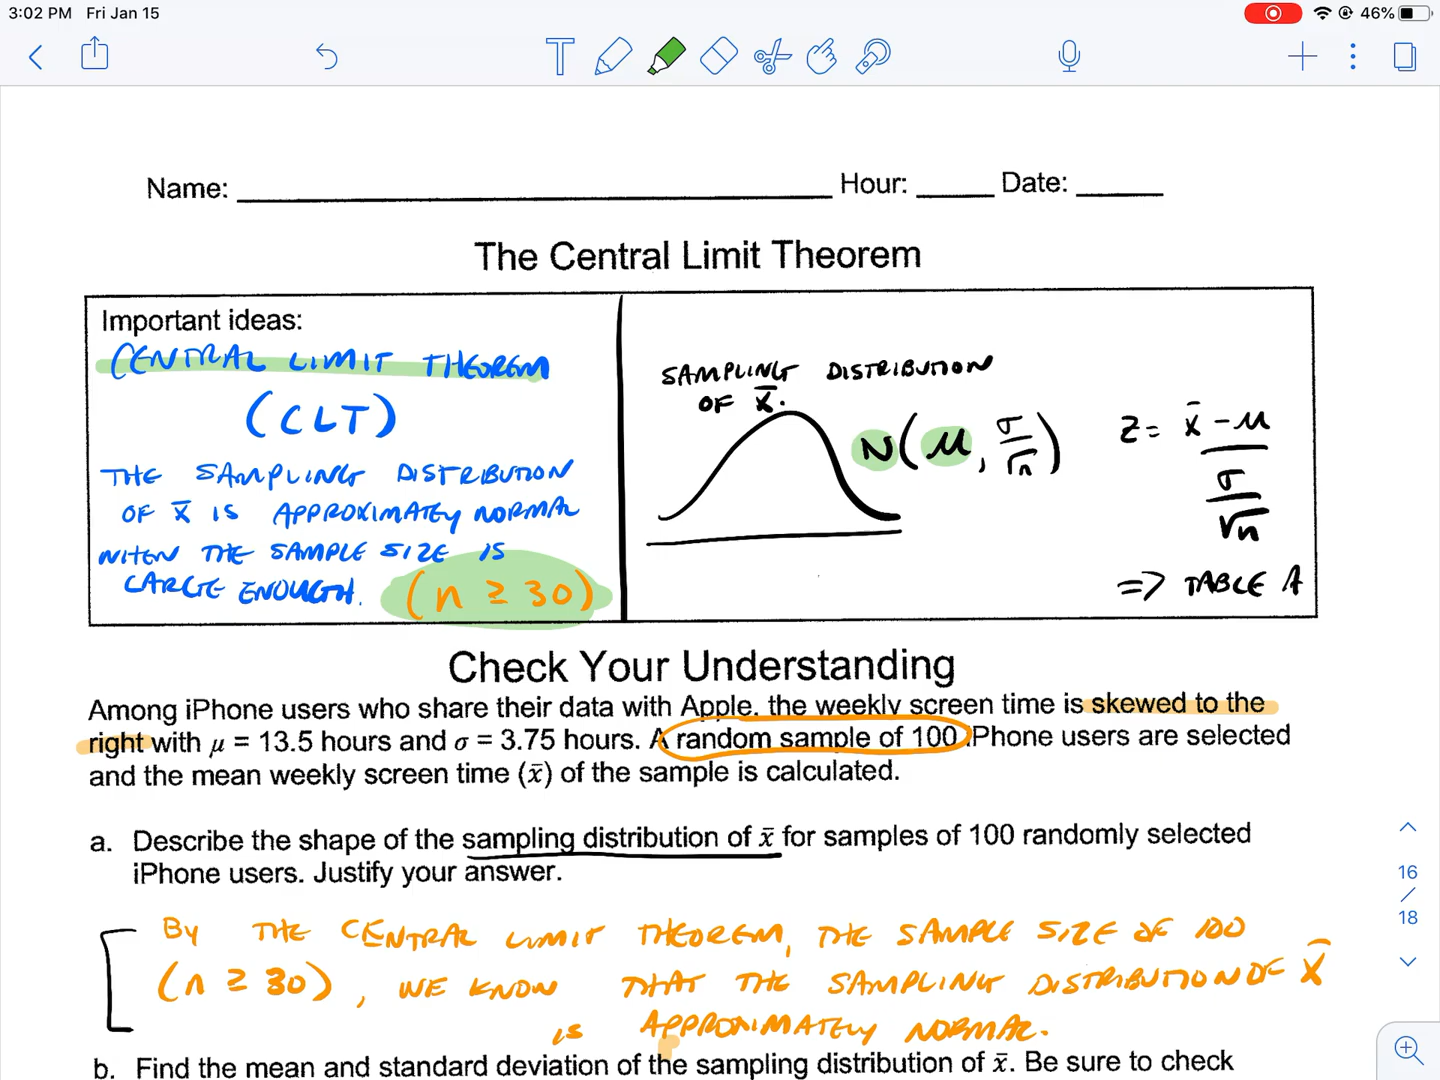 3:02 PM Fri Jan 15
46%
T
Name: Hour: Date:
The Central Limit Theorem
Important ideas:
CENTRAL LIMIT THEOREM
(CLT)
THE SAMPLING DISTRIBUTION
OF x̄ IS APPROXIMATELY NORMAL
WHEN THE SAMPLE SIZE IS
LARGE ENOUGH. (n ≥ 30)
SAMPLING DISTRIBUTION
OF x̄.
N(μ, σ/√n)
z = (x̄ - μ)/(σ/√n)
=> TABLE A
Check Your Understanding
Among iPhone users who share their data with Apple, the weekly screen time is skewed to the
right with μ = 13.5 hours and σ = 3.75 hours. A random sample of 100 iPhone users are selected
and the mean weekly screen time (x̄) of the sample is calculated.
a. Describe the shape of the sampling distribution of x̄ for samples of 100 randomly selected
iPhone users. Justify your answer.
By THE CENTRAL LIMIT THEOREM, THE SAMPLE SIZE OF 100
(n ≥ 30), WE KNOW THAT THE SAMPLING DISTRIBUTION OF x̄
IS APPROXIMATELY NORMAL.
b. Find the mean and standard deviation of the sampling distribution of x̄. Be sure to check
16
/
18